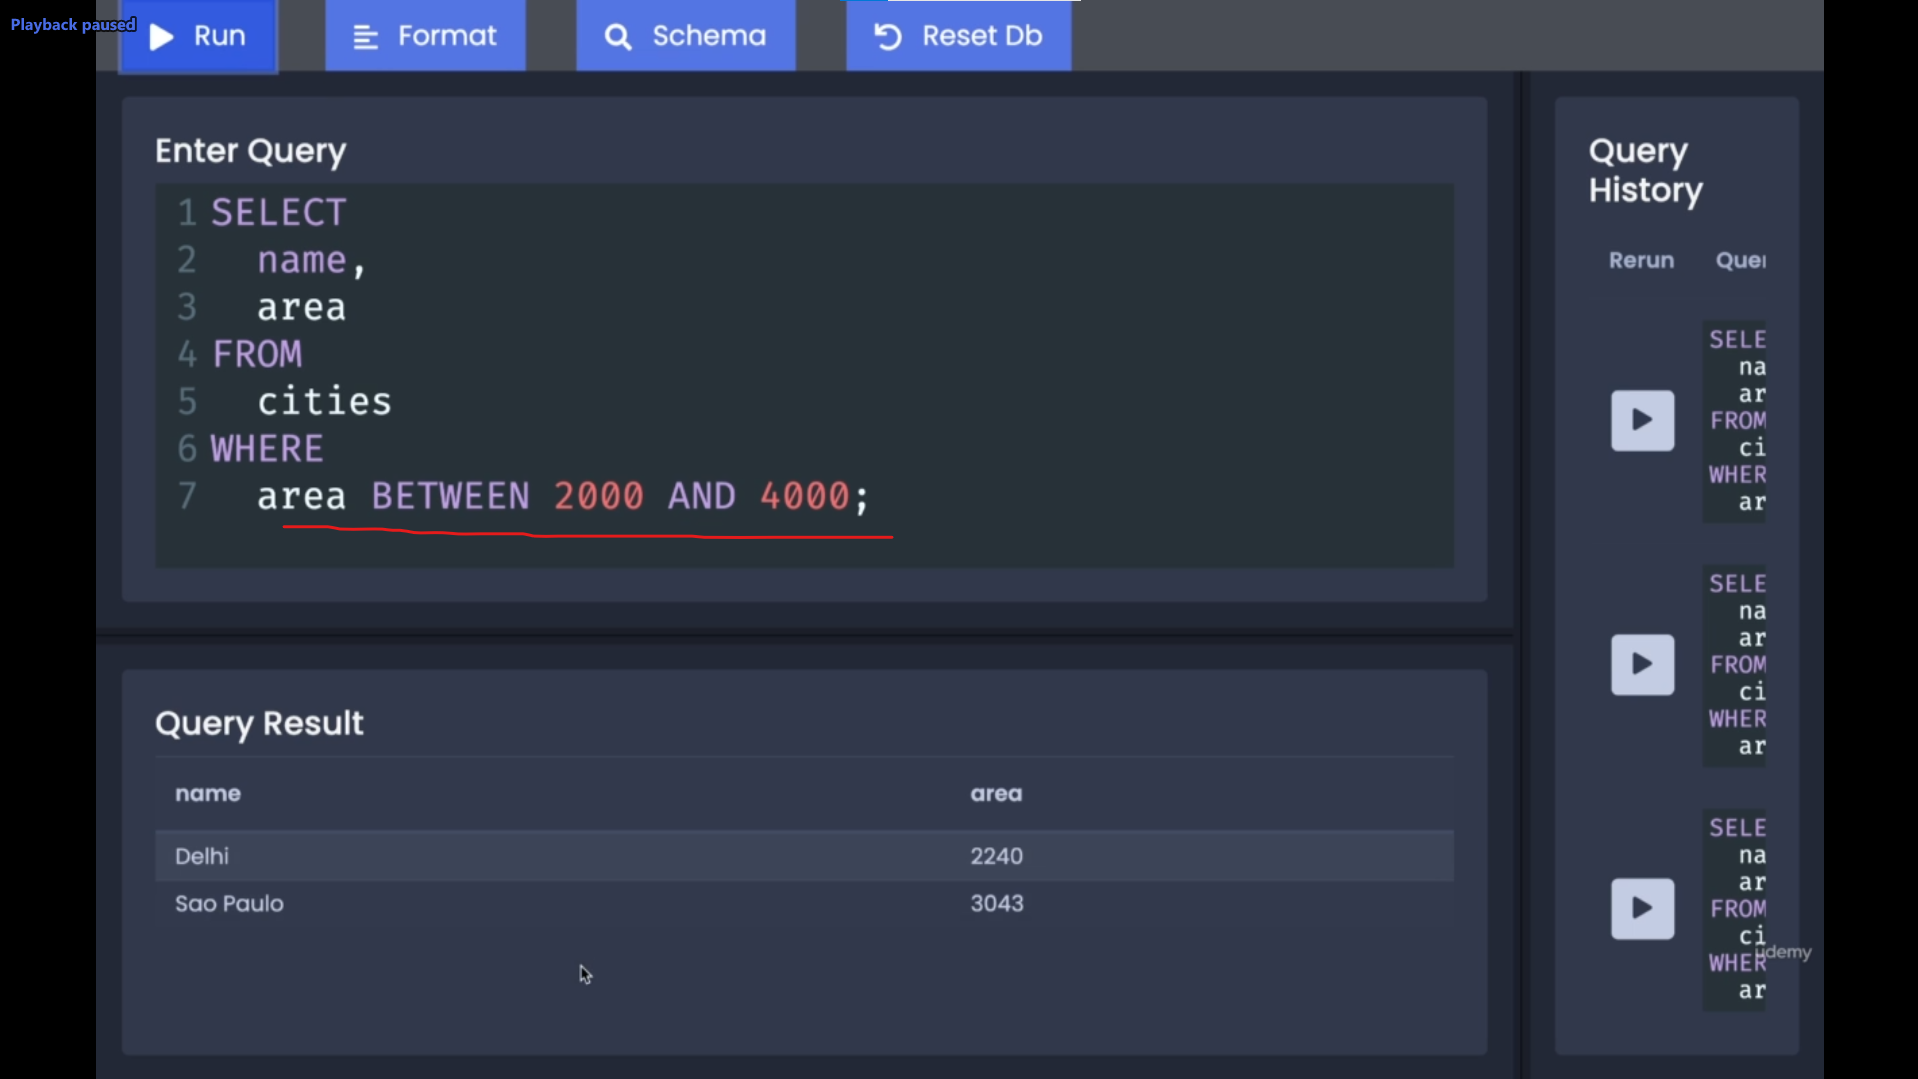 Playback paused
Run
Format
Schema
Reset Db
Enter Query
1 SELECT
2 name,
3 area
4 FROM
5 cities
6 WHERE
7 area BETWEEN 2000 AND 4000;
Query Result
name area
Delhi 2240
Sao Paulo 3043
Query
History
Rerun Quer
SELE
na
ar
FROM
ci
WHER
ar
SELE
na
ar
FROM
ci
WHER
ar
SELE
na
ar
FROM
ci
udemy
WHER
ar